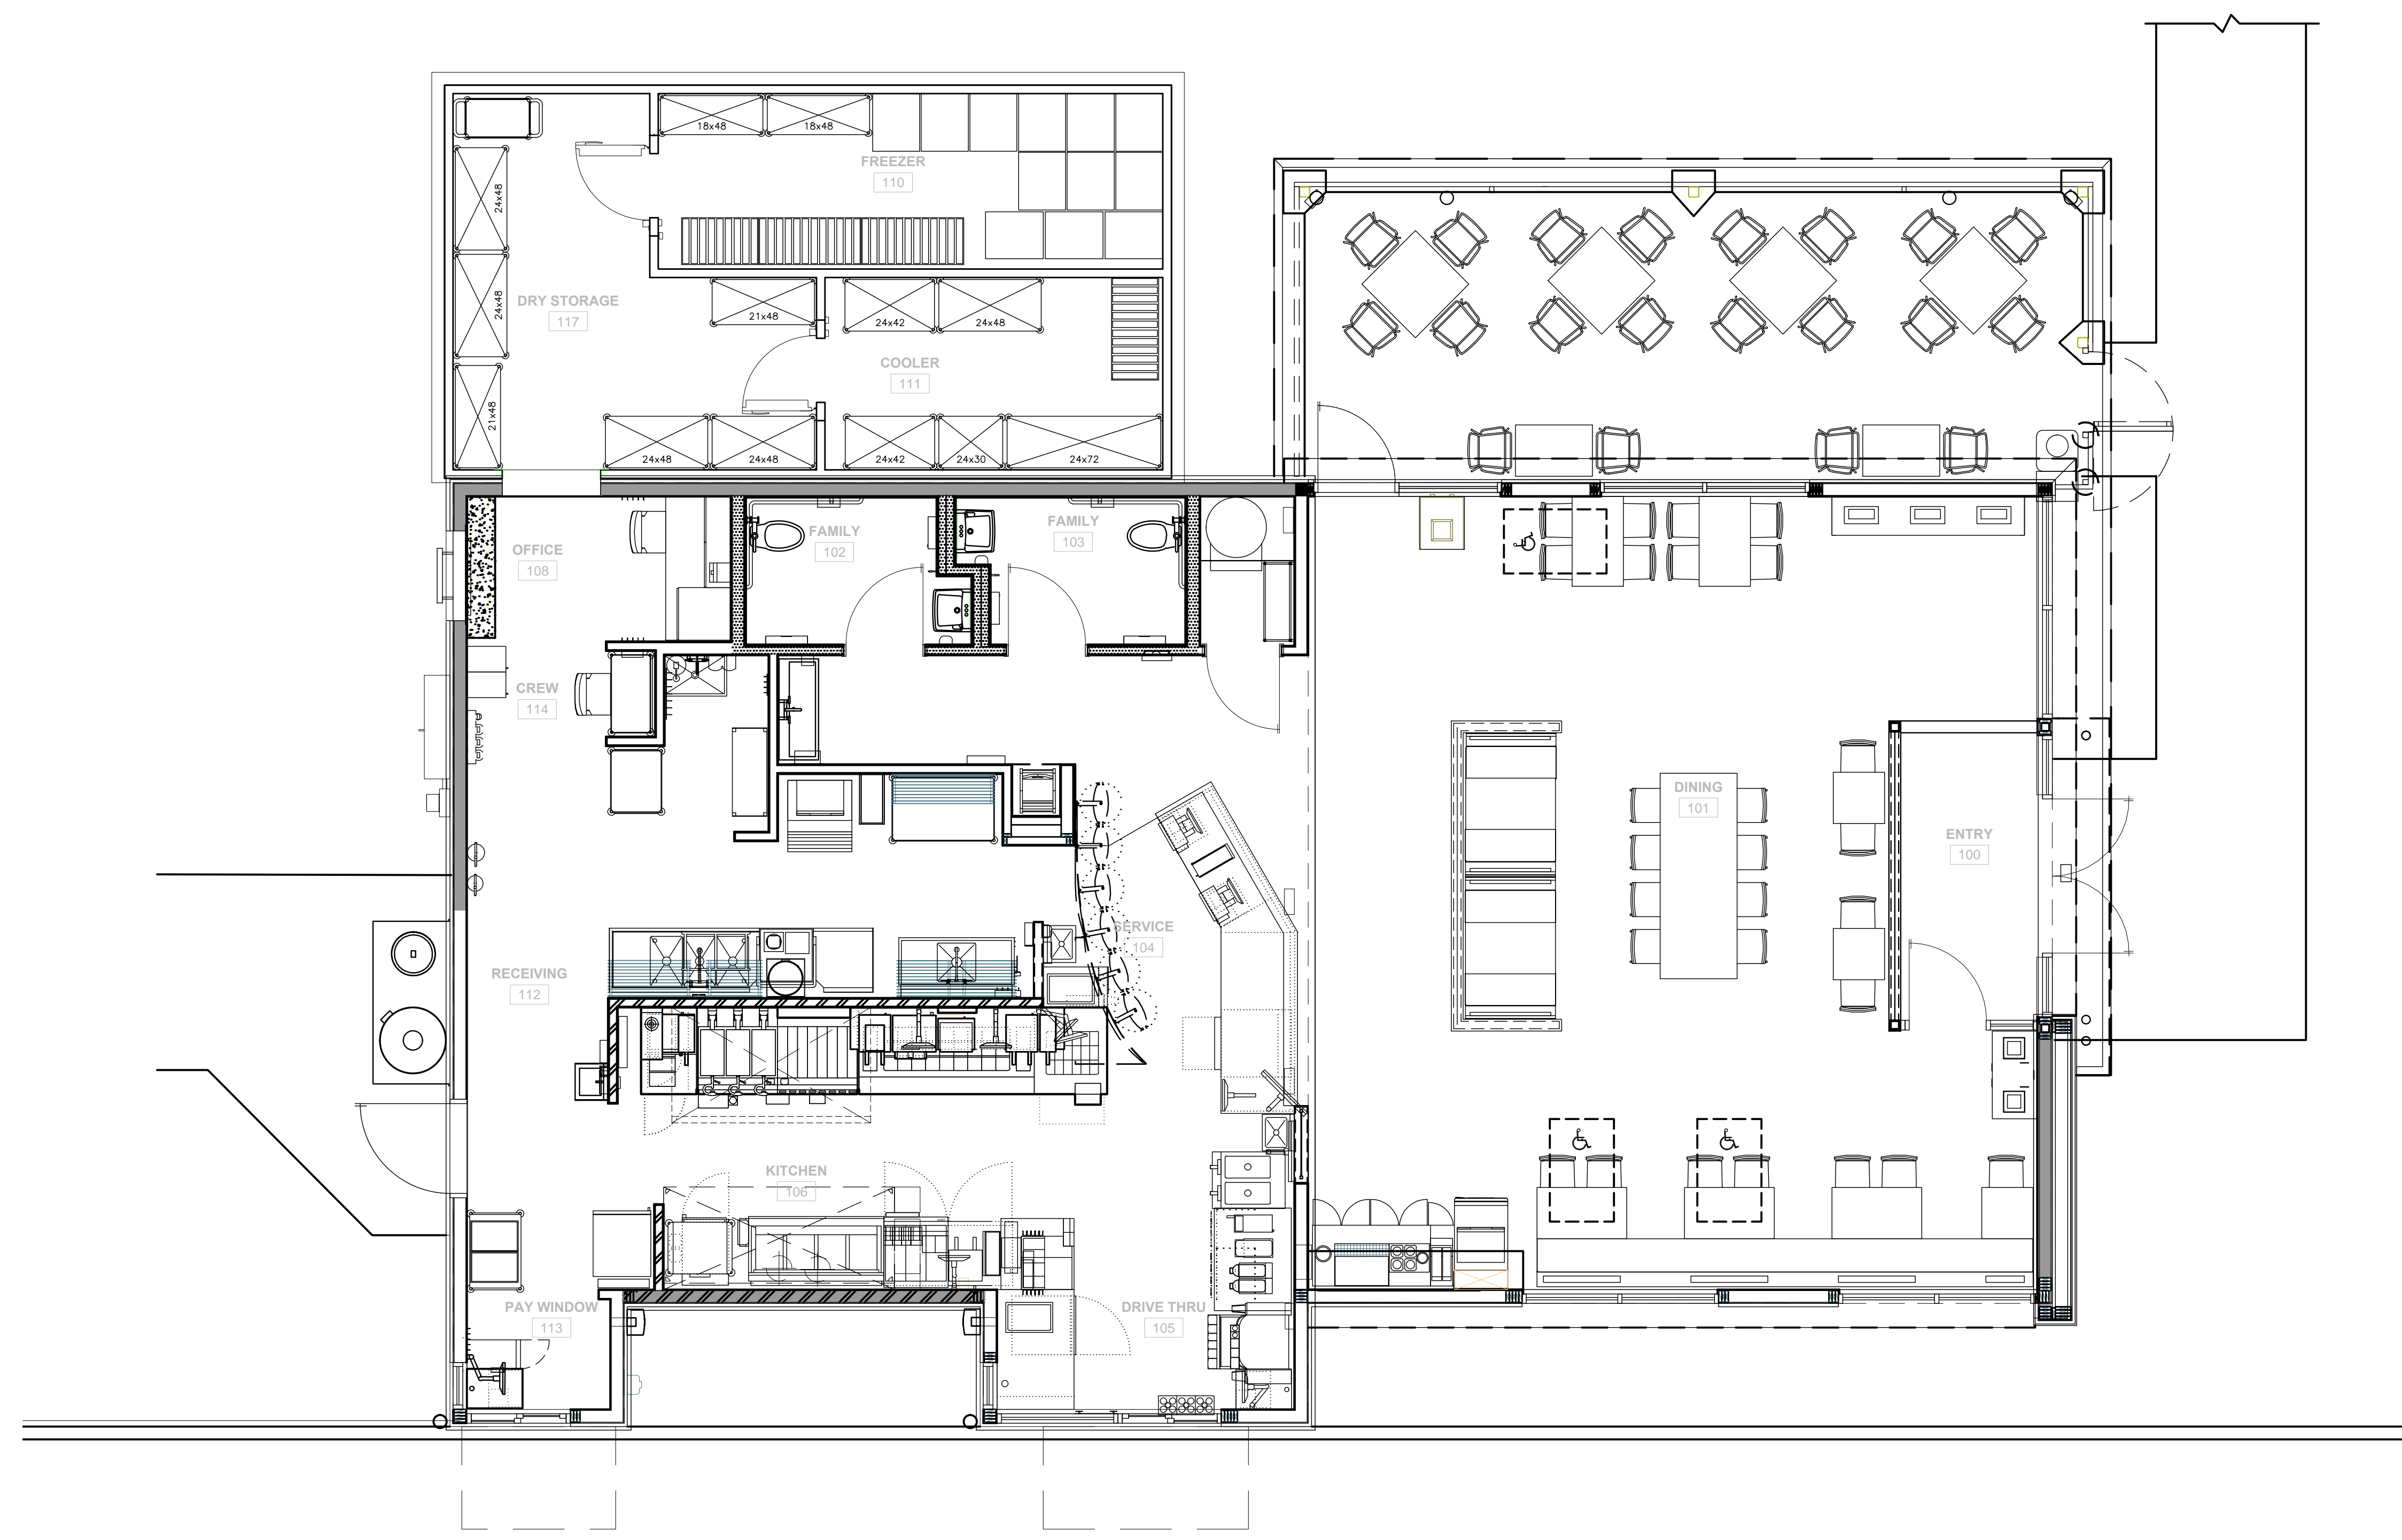 18x48
18x48
FREEZER
110
24x48
24x48
DRY STORAGE
117
21x48
24x42
24x48
COOLER
111
21x48
24x48
24x48
24x42
24x30
24x72
OFFICE
108
FAMILY
102
FAMILY
103
CREW
114
DINING
101
ENTRY
100
SERVICE
104
RECEIVING
112
KITCHEN
106
PAY WINDOW
113
DRIVE THRU
105